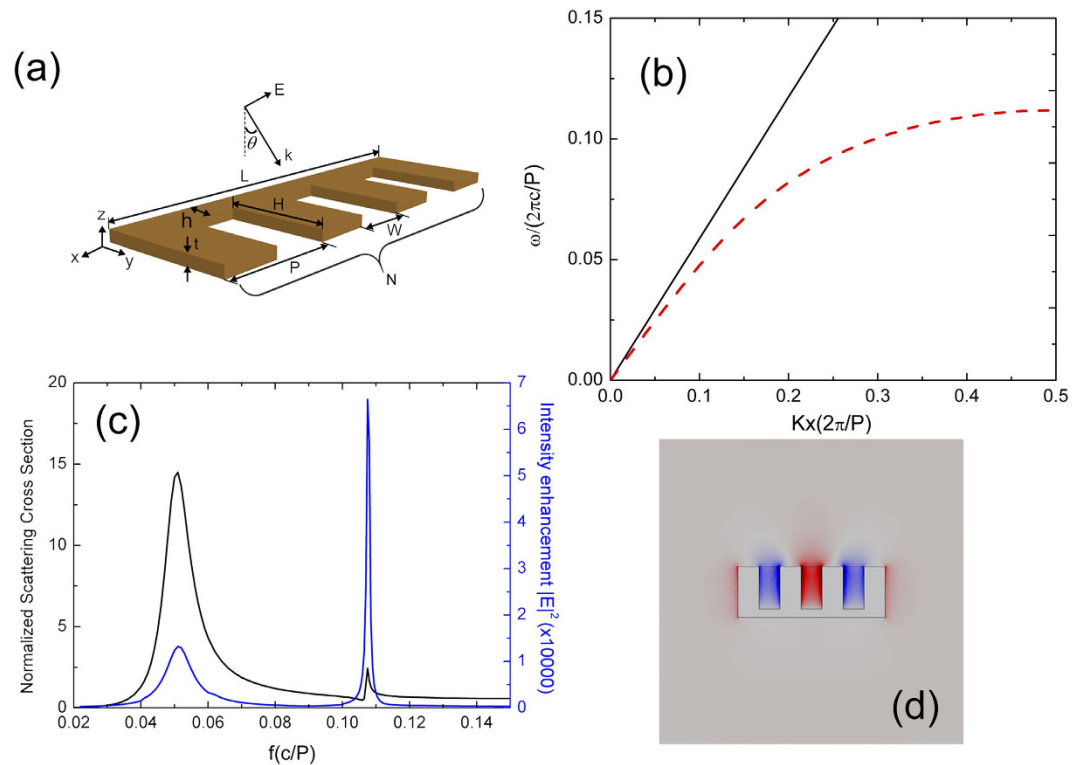 (a)
E
θ
k
L
H
h
W
z
t
P
N
x
y
(b)
0.15
0.10
0.05
0.00
ω/(2πc/P)
0.0 0.1 0.2 0.3 0.4 0.5
Kx(2π/P)
(c)
20
15
10
5
0
Normalized Scattering Cross Section
7
6
5
4
3
2
1
0
Intensity enhancement |E|² (x10000)
0.02 0.04 0.06 0.08 0.10 0.12 0.14
f(c/P)
(d)